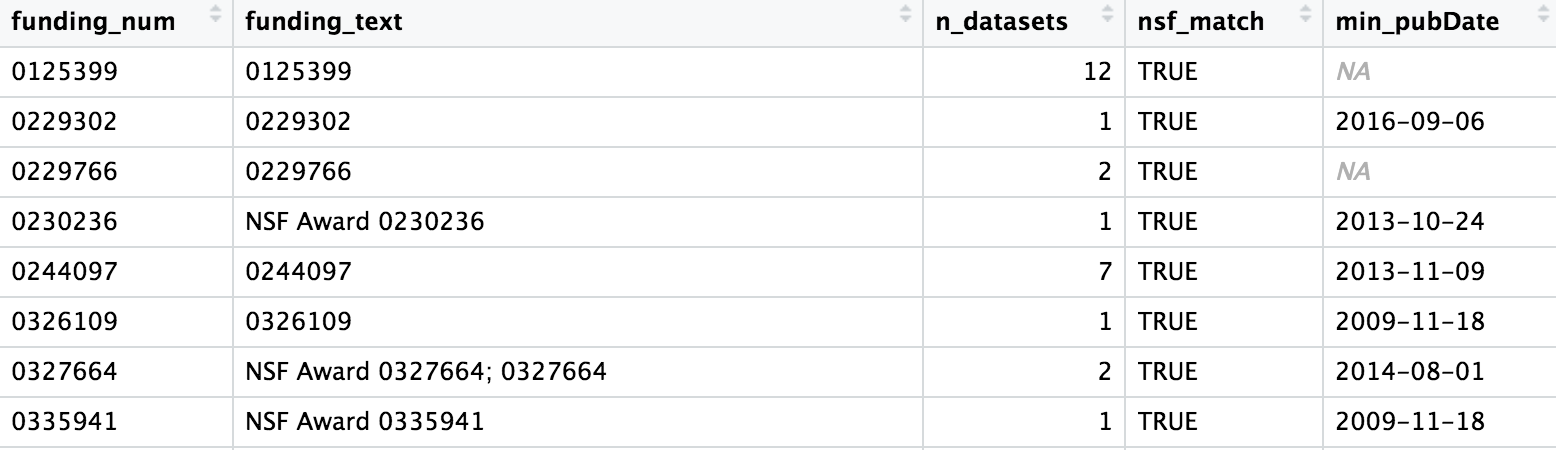 funding_num funding_text n_datasets nsf_match min_pubDate
0125399 0125399 12 TRUE NA
0229302 0229302 1 TRUE 2016-09-06
0229766 0229766 2 TRUE NA
0230236 NSF Award 0230236 1 TRUE 2013-10-24
0244097 0244097 7 TRUE 2013-11-09
0326109 0326109 1 TRUE 2009-11-18
0327664 NSF Award 0327664; 0327664 2 TRUE 2014-08-01
0335941 NSF Award 0335941 1 TRUE 2009-11-18